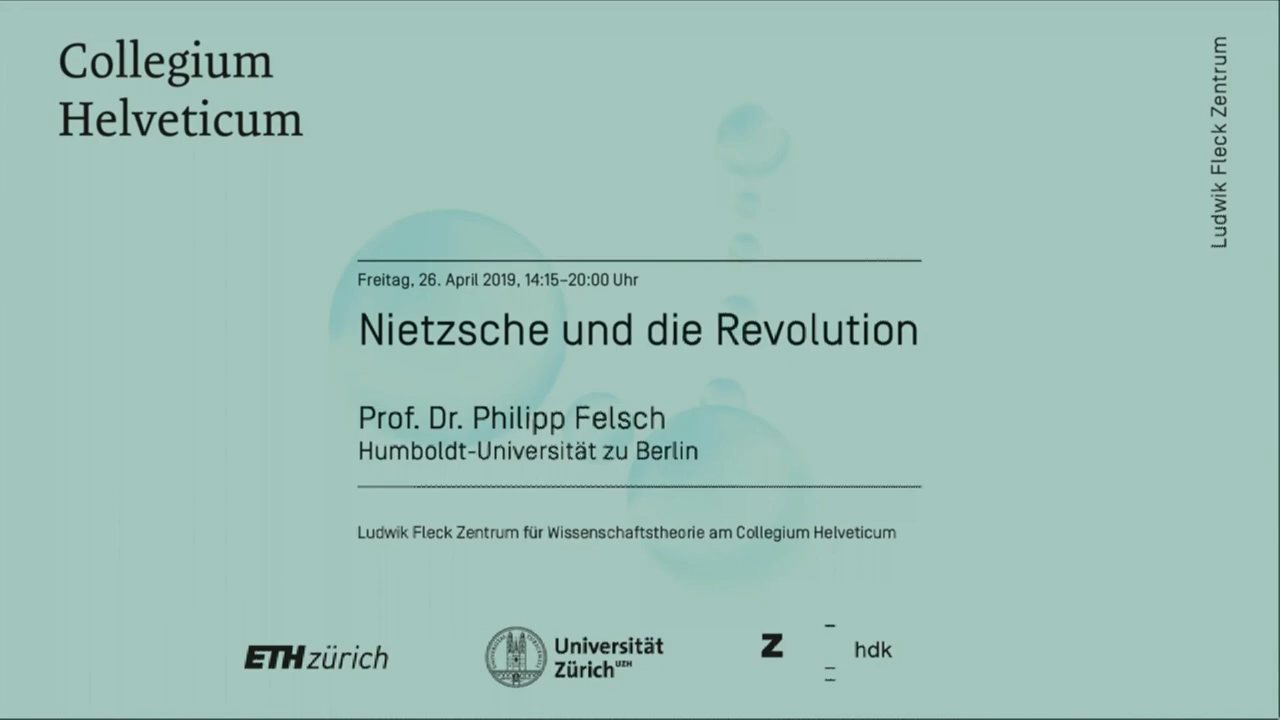 Collegium
Helveticum
Ludwik Fleck Zentrum
Freitag, 26. April 2019, 14:15–20:00 Uhr
Nietzsche und die Revolution
Prof. Dr. Philipp Felsch
Humboldt-Universität zu Berlin
Ludwik Fleck Zentrum für Wissenschaftstheorie am Collegium Helveticum
ETH zürich
Universität
Zürich UZH
Z hdk